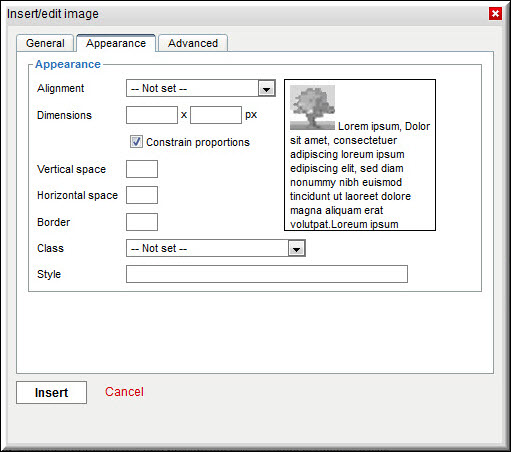 Insert/edit image
General Appearance Advanced
Appearance
Alignment -- Not set --
Dimensions x px
Constrain proportions
Vertical space
Horizontal space
Border
Class -- Not set --
Style
Lorem ipsum, Dolor
sit amet, consectetuer
adipiscing loreum ipsum
edipiscing elit, sed diam
nonummy nibh euismod
tincidunt ut laoreet dolore
magna aliquam erat
volutpat.Loreum ipsum
Insert Cancel